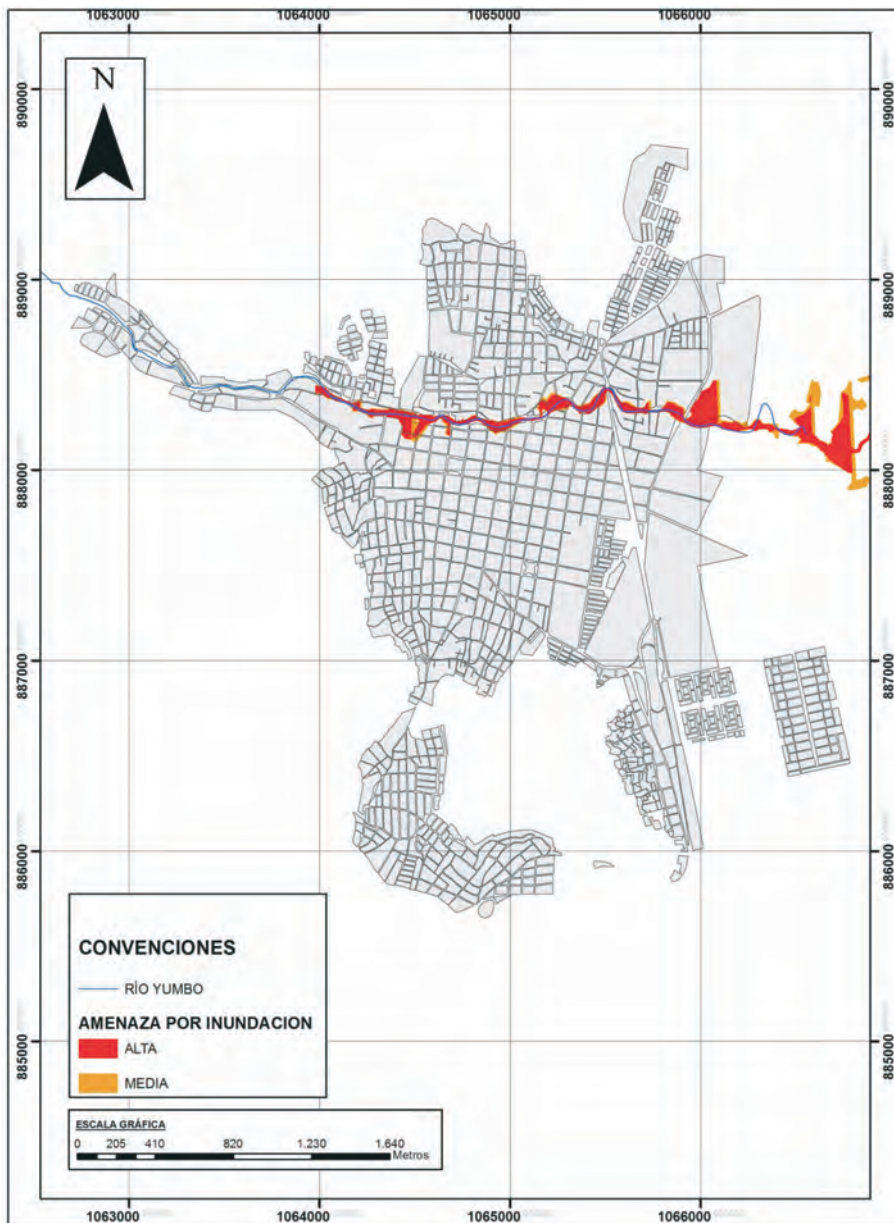 1063000 1064000 1065000 1066000
890000 890000
N
889000 889000
888000 888000
887000 887000
886000 886000
CONVENCIONES
RÍO YUMBO
AMENAZA POR INUNDACION
ALTA
MEDIA
885000 885000
ESCALA GRÁFICA
0 205 410 820 1.230 1.640
Metros
1063000 1064000 1065000 1066000